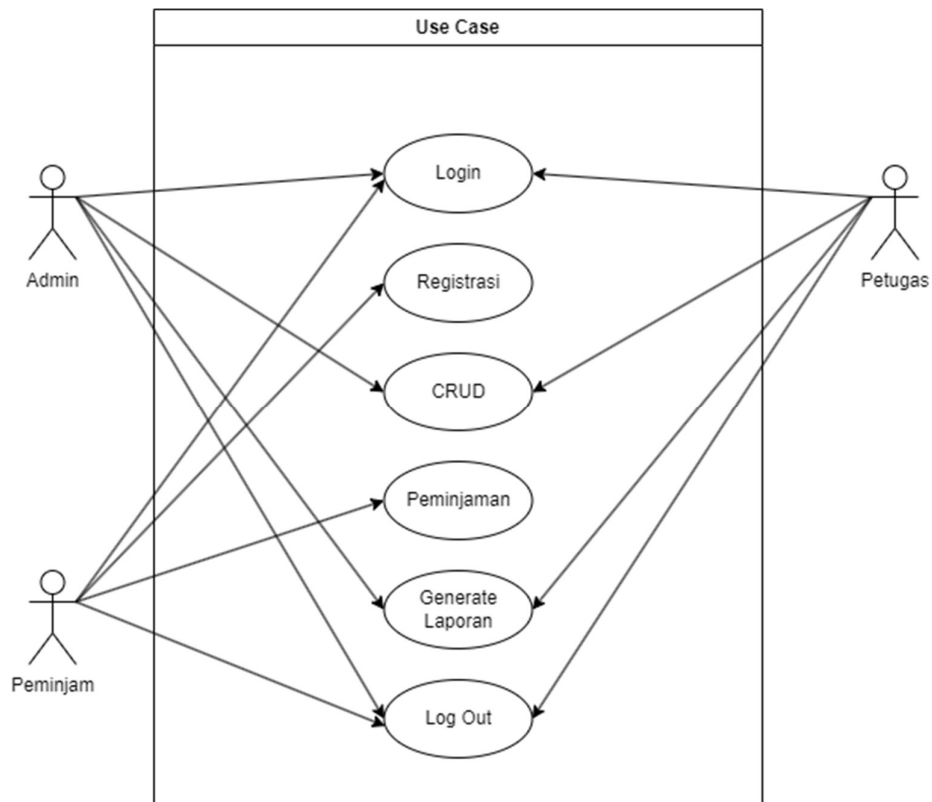 Use Case
Login
Admin
Petugas
Registrasi
CRUD
Peminjaman
Generate
Laporan
Peminjam
Log Out